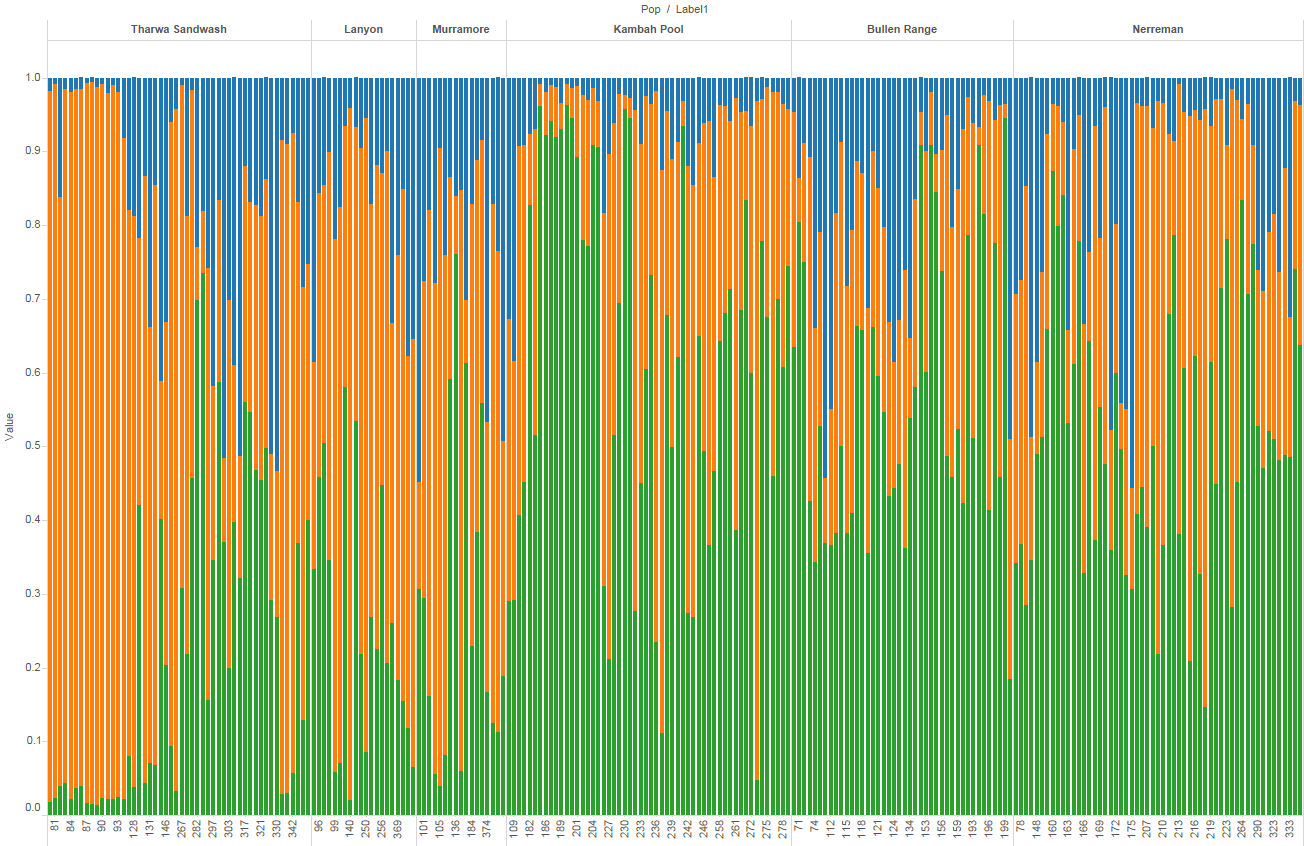 Pop / Label1
Tharwa Sandwash Lanyon Murramore Kambah Pool Bullen Range Nerreman
1.0
0.9
0.8
0.7
0.6
0.5
0.4
0.3
0.2
0.1
0.0
Value
81 84 87 90 93 128 131 146 267 282 297 303 317 321 330 342 96 99 140 250 256 369 101 105 136 184 374 109 182 186 189 201 204 227 230 233 236 239 242 246 258 261 272 275 278 71 74 112 115 118 121 124 134 153 156 159 193 196 199 78 148 160 163 166 169 172 175 207 210 213 216 219 223 264 290 323 333